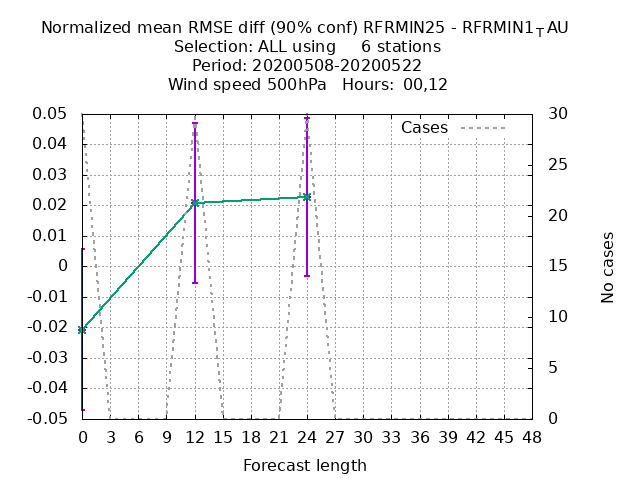 Normalized mean RMSE diff (90% conf) RFRMIN25 - RFRMIN1TAU
Selection: ALL using 6 stations
Period: 20200508-20200522
Wind speed 500hPa Hours: 00,12
Cases
0.05
0.04
0.03
0.02
0.01
0
-0.01
-0.02
-0.03
-0.04
-0.05
30
25
20
15
10
5
0
No cases
0 3 6 9 12 15 18 21 24 27 30 33 36 39 42 45 48
Forecast length